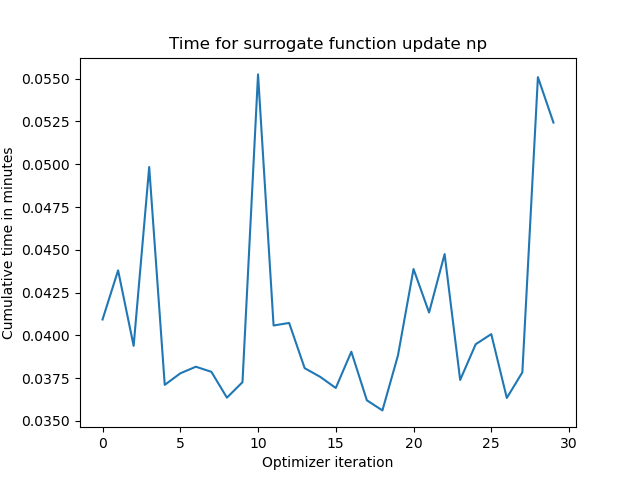 Time for surrogate function update np
Cumulative time in minutes
0.0550
0.0525
0.0500
0.0475
0.0450
0.0425
0.0400
0.0375
0.0350
0 5 10 15 20 25 30
Optimizer iteration